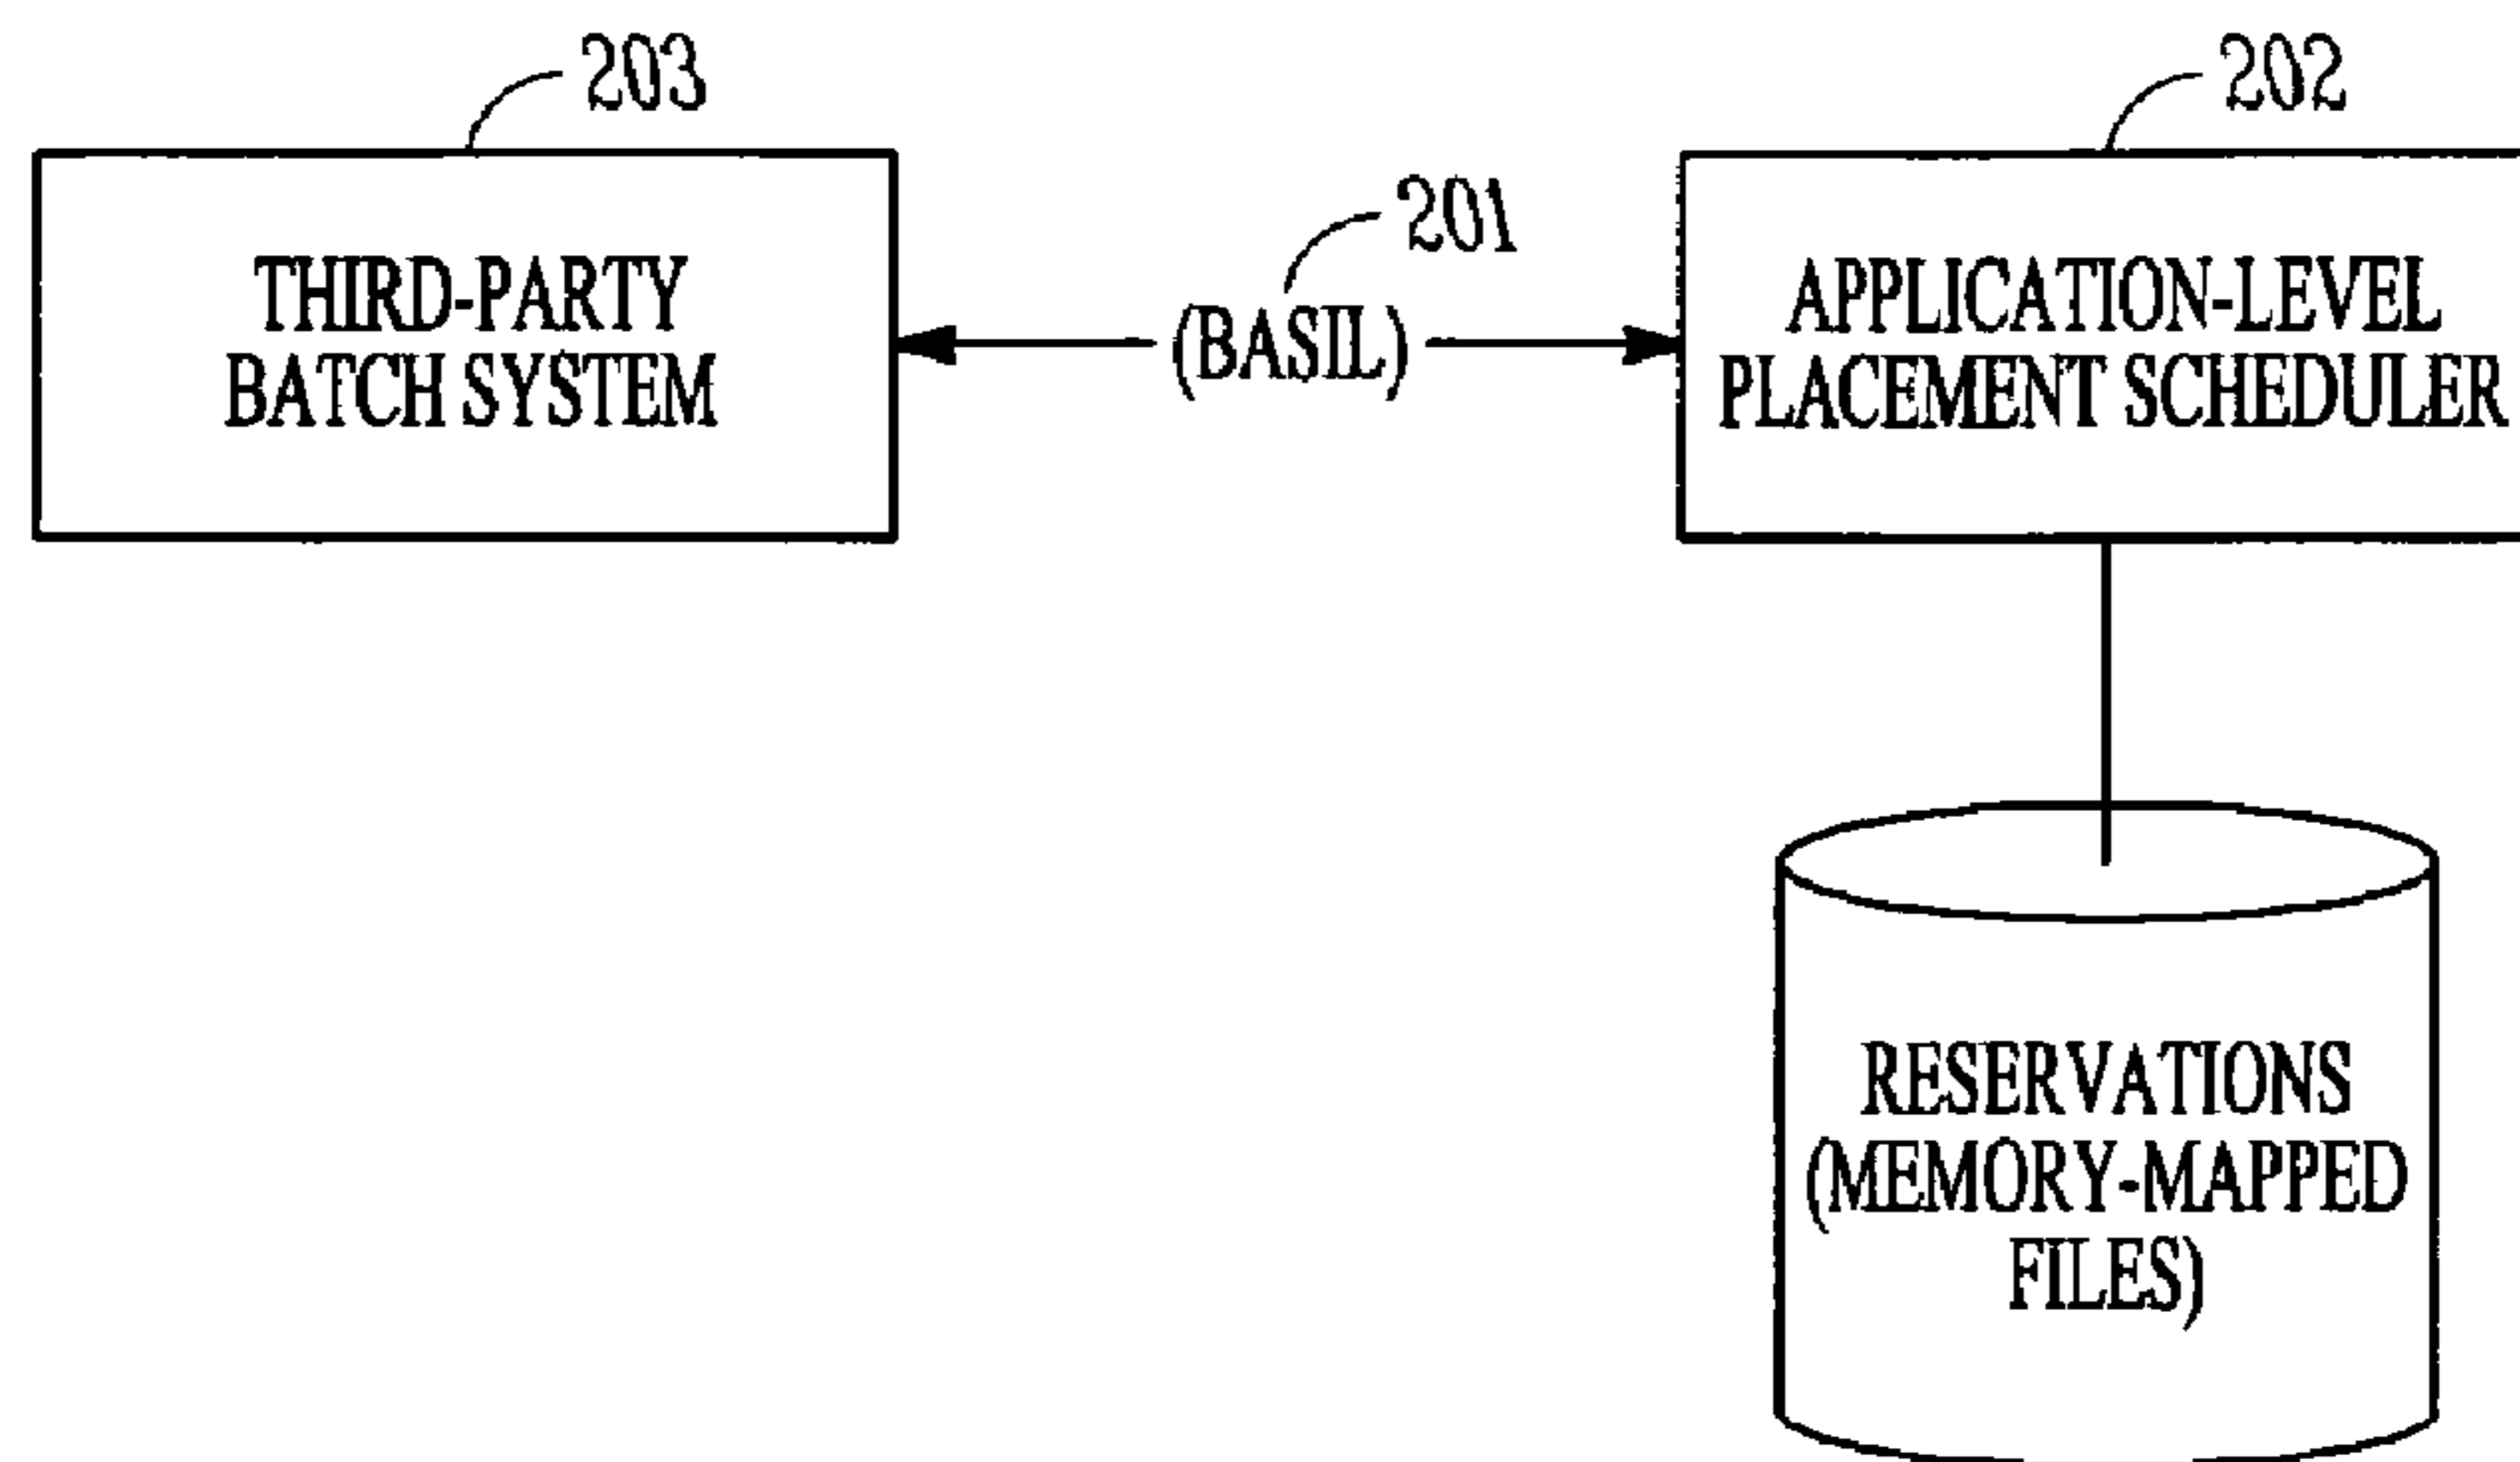 203
202
201
THIRD-PARTY
BATCH SYSTEM
(BASIL)
APPLICATION-LEVEL
PLACEMENT SCHEDULER
RESERVATIONS
(MEMORY-MAPPED
FILES)